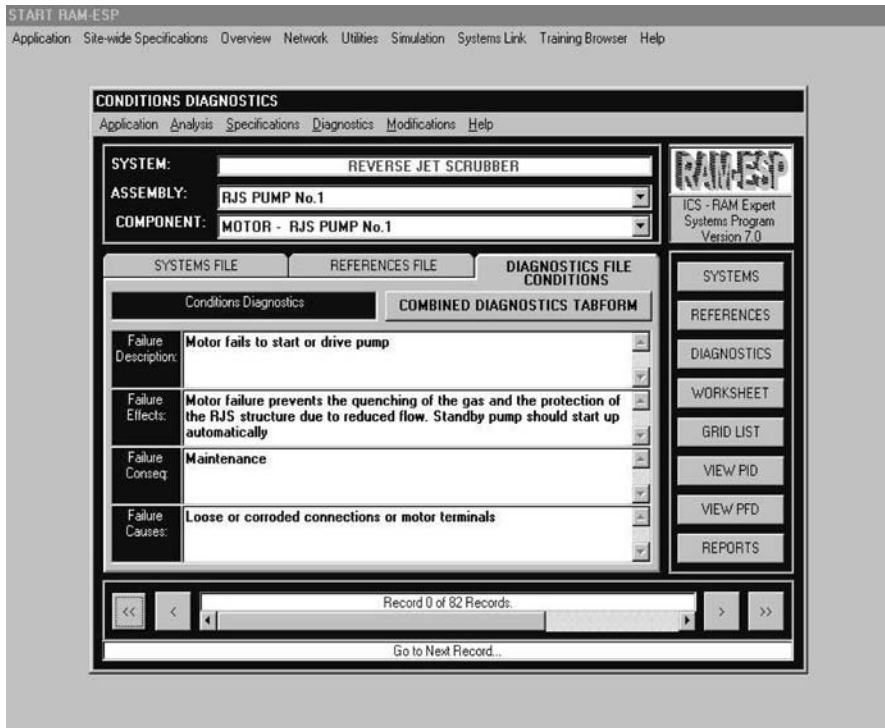 START RAM-ESP
Application Site-wide Specifications Overview Network Utilities Simulation Systems Link Training Browser Help
CONDITIONS DIAGNOSTICS
Application Analysis Specifications Diagnostics Modifications Help
SYSTEM: REVERSE JET SCRUBBER
ASSEMBLY: RJS PUMP No.1
COMPONENT: MOTOR - RJS PUMP No.1
RAM-ESP
ICS - RAM Expert
Systems Program
Version 7.0
SYSTEMS FILE REFERENCES FILE DIAGNOSTICS FILE
CONDITIONS
Conditions Diagnostics COMBINED DIAGNOSTICS TABFORM
Failure
Description:
Motor fails to start or drive pump
Failure
Effects:
Motor failure prevents the quenching of the gas and the protection of
the RJS structure due to reduced flow. Standby pump should start up
automatically
Failure
Conseq:
Maintenance
Failure
Causes:
Loose or corroded connections or motor terminals
SYSTEMS
REFERENCES
DIAGNOSTICS
WORKSHEET
GRID LIST
VIEW PID
VIEW PFD
REPORTS
<< < Record 0 of 82 Records. > >>
Go to Next Record...